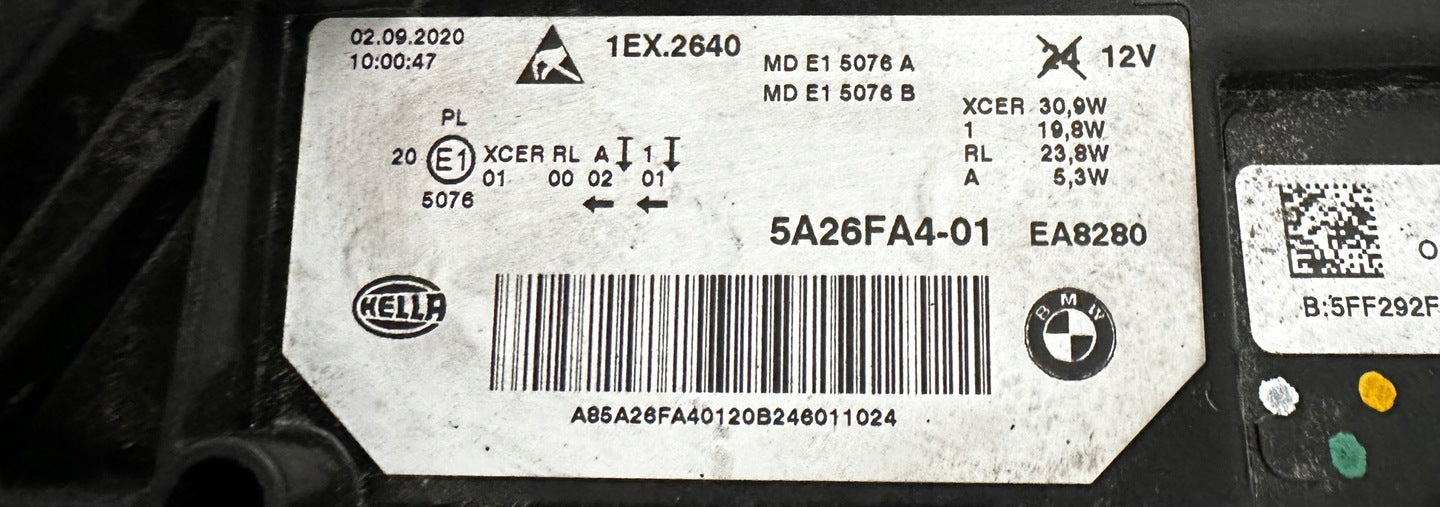 02.09.2020
10:00:47
1EX.2640
MD E1 5076 A
MD E1 5076 B
24 12V
XCER 30,9W
1 19,8W
RL 23,8W
A 5,3W
PL
20 E1 XCER RL A 1
01 00 02 01
5076
5A26FA4-01 EA8280
HELLA
BMW
A85A26FA40120B246011024
B:5FF292F